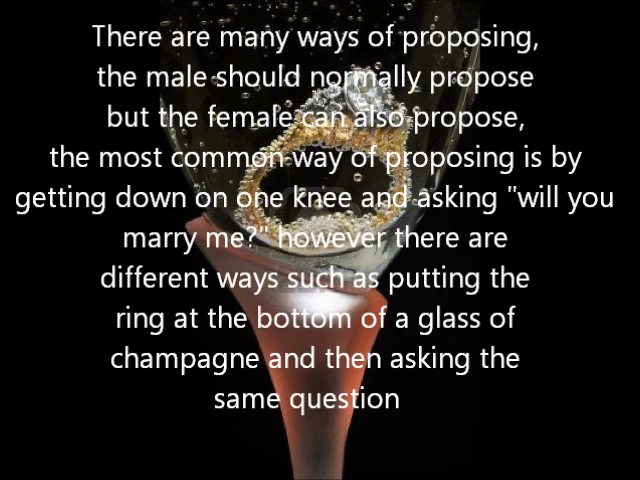 There are many ways of proposing,
the male should normally propose
but the female can also propose,
the most common way of proposing is by
getting down on one knee and asking "will you
marry me?" however there are
different ways such as putting the
ring at the bottom of a glass of
champagne and then asking the
same question